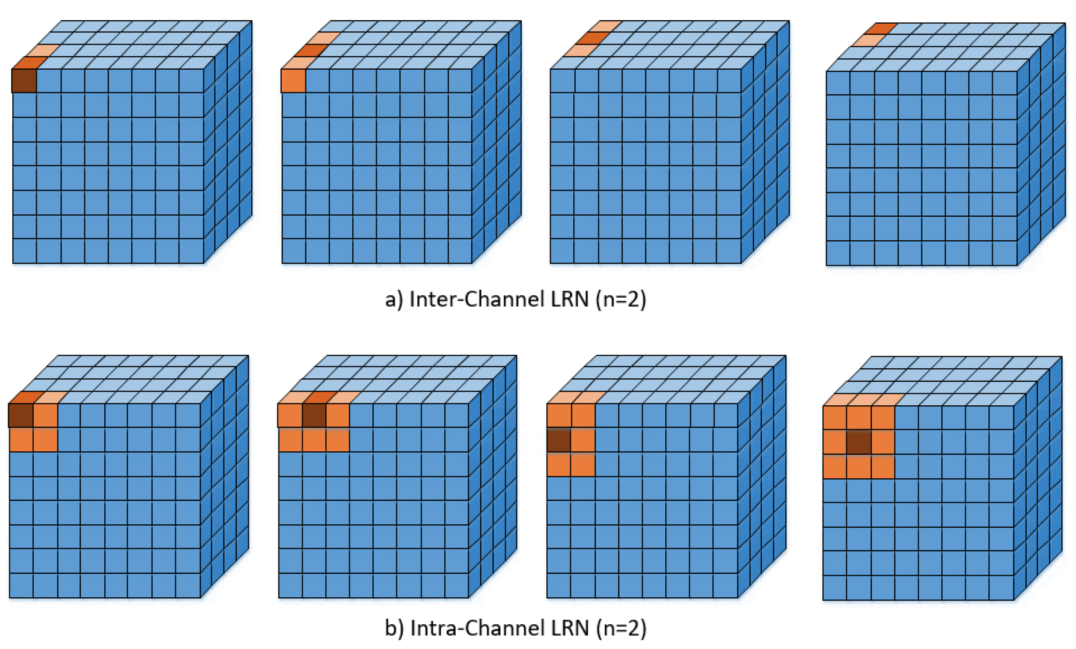 a) Inter-Channel LRN (n=2)
b) Intra-Channel LRN (n=2)